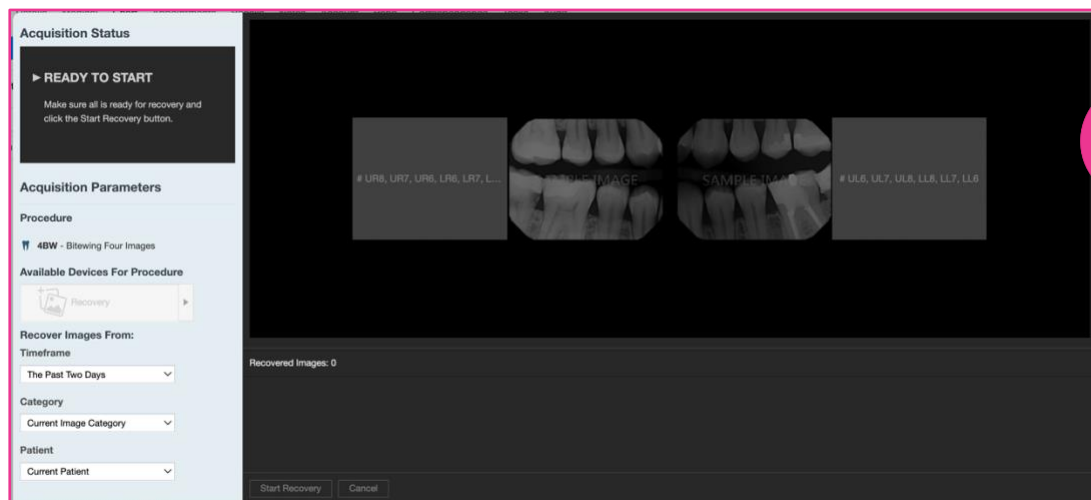 Acquisition Status
READY TO START
Make sure all is ready for recovery and
click the Start Recovery button.
Acquisition Parameters
Procedure
4BW - Bitewing Four Images
Available Devices For Procedure
Recovery
Recover Images From:
Timeframe
The Past Two Days
Category
Current Image Category
Patient
Current Patient
# UR8, UR7, UR6, LR6, LR7, L...
SAMPLE IMAGE
SAMPLE IMAGE
# UL6, UL7, UL8, LL8, LL7, LL6
Recovered Images: 0
Start Recovery
Cancel